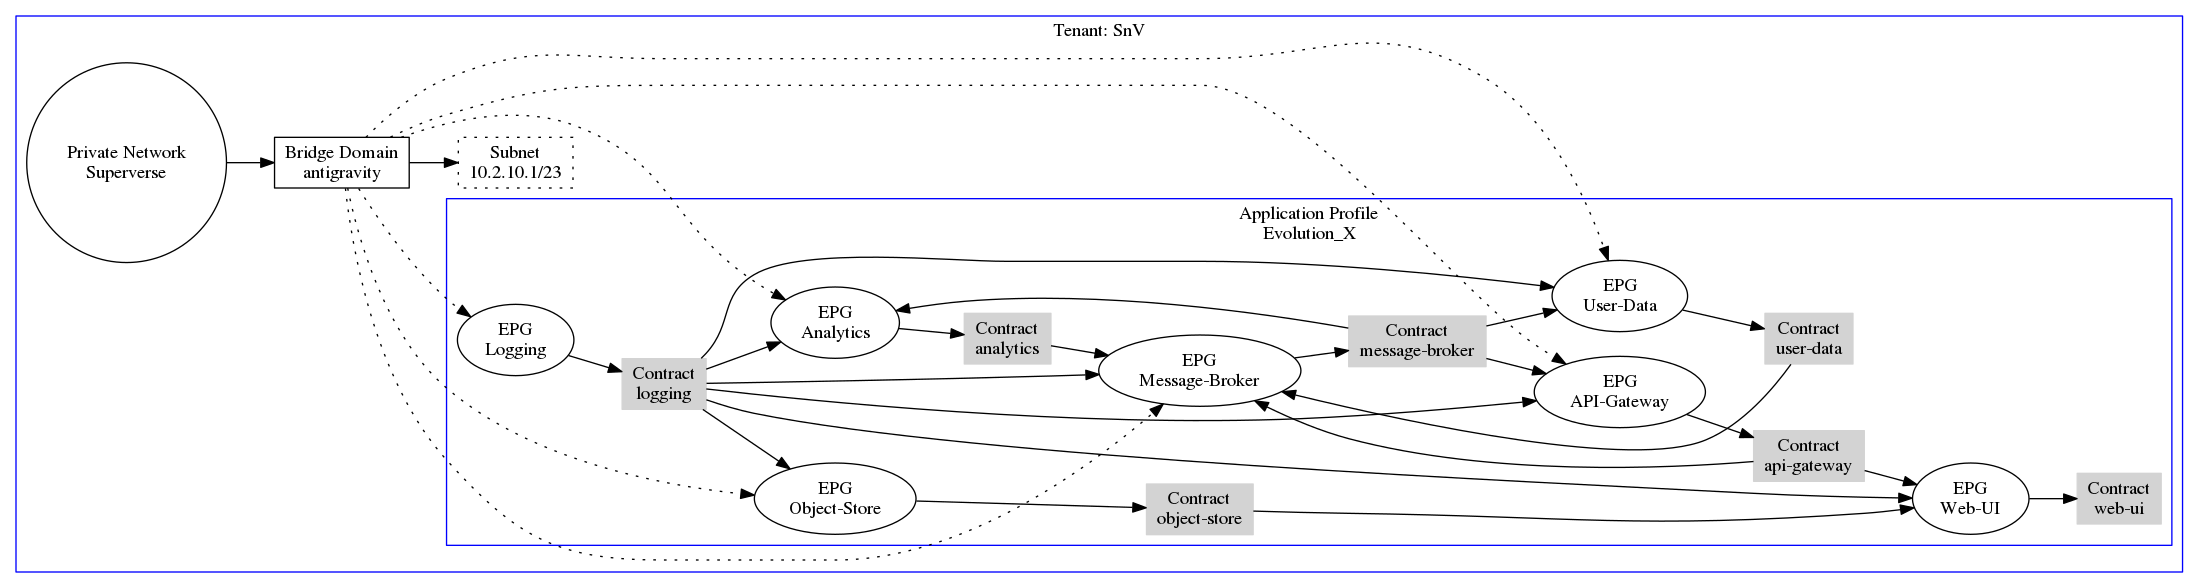 Tenant: SnV
Private Network
Superverse
Bridge Domain
antigravity
Subnet
10.2.10.1/23
Application Profile
Evolution_X
EPG
Logging
Contract
logging
EPG
Analytics
Contract
analytics
EPG
Message-Broker
Contract
message-broker
EPG
User-Data
Contract
user-data
EPG
API-Gateway
Contract
api-gateway
EPG
Object-Store
Contract
object-store
EPG
Web-UI
Contract
web-ui